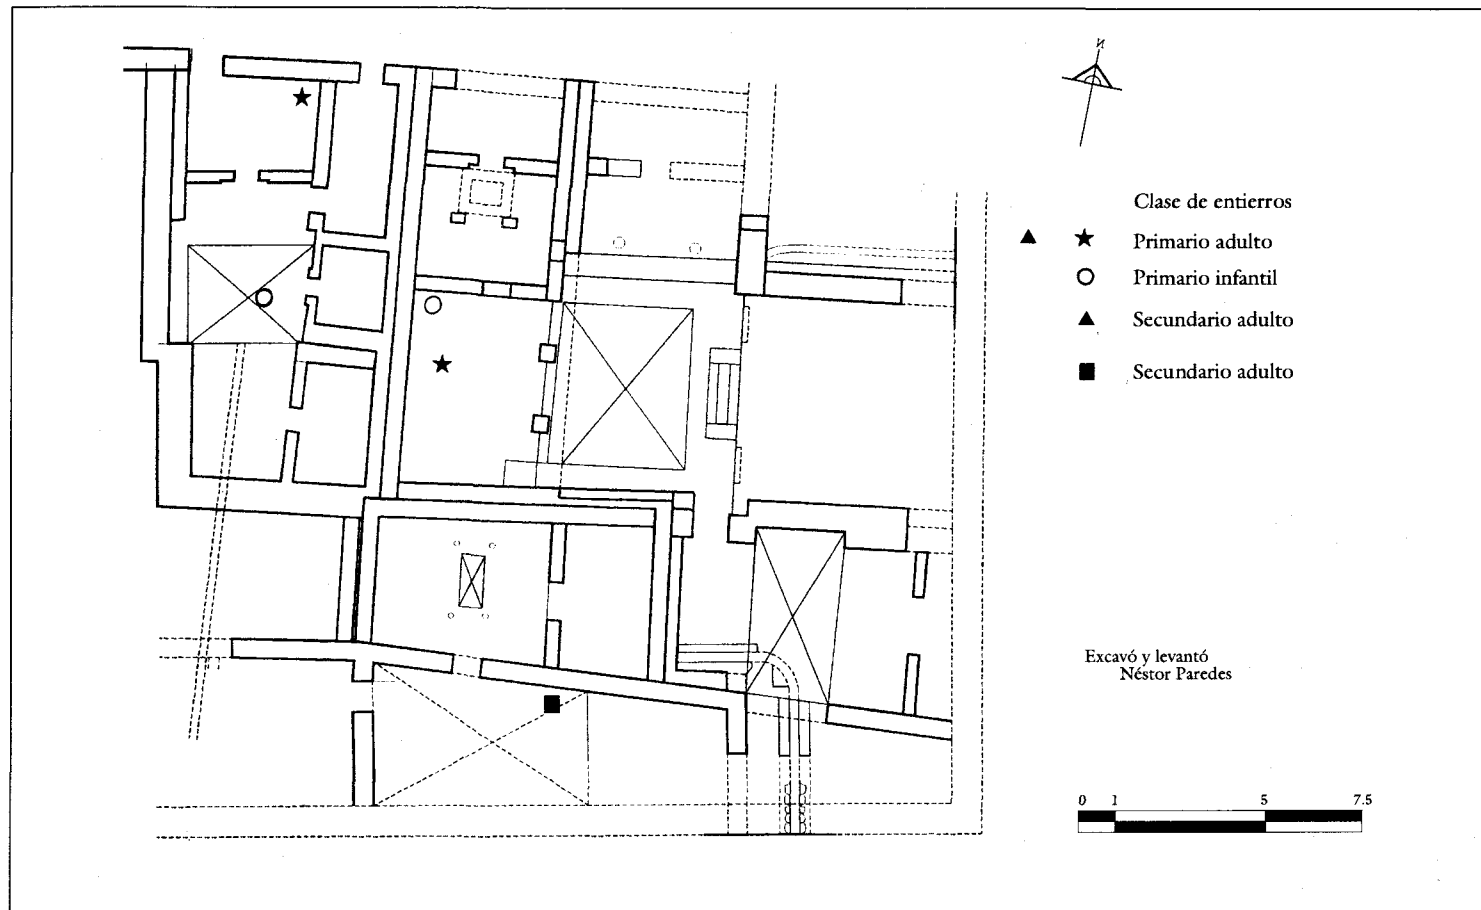 N
Clase de entierros
Primario adulto
Primario infantil
Secundario adulto
Secundario adulto
Excavó y levantó
Néstor Paredes
0 1 5 7.5